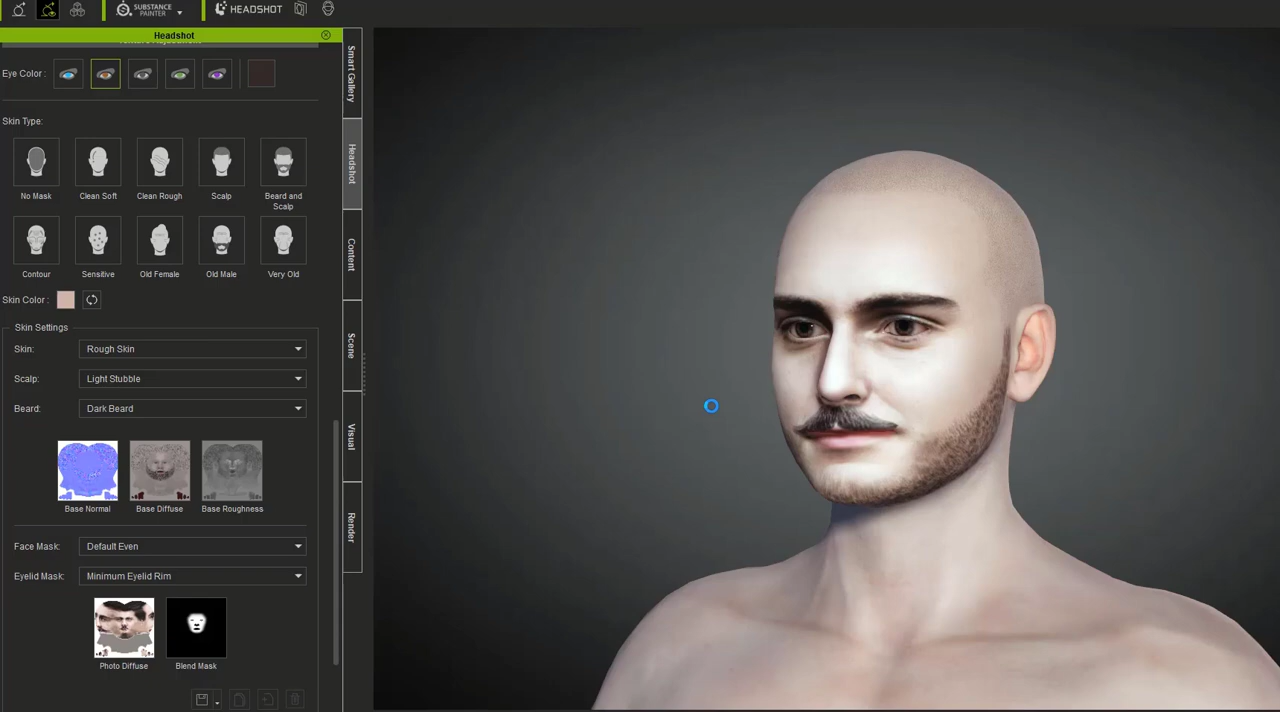 SUBSTANCE
PAINTER
HEADSHOT
Headshot
Eye Color :
Skin Type:
No Mask
Clean Soft
Clean Rough
Scalp
Beard and
Scalp
Contour
Sensitive
Old Female
Old Male
Very Old
Skin Color :
Skin Settings
Skin:
Rough Skin
Scalp:
Light Stubble
Beard:
Dark Beard
Base Normal
Base Diffuse
Base Roughness
Face Mask:
Default Even
Eyelid Mask:
Minimum Eyelid Rim
Photo Diffuse
Blend Mask
Smart Gallery
Headshot
Content
Scene
Visual
Render